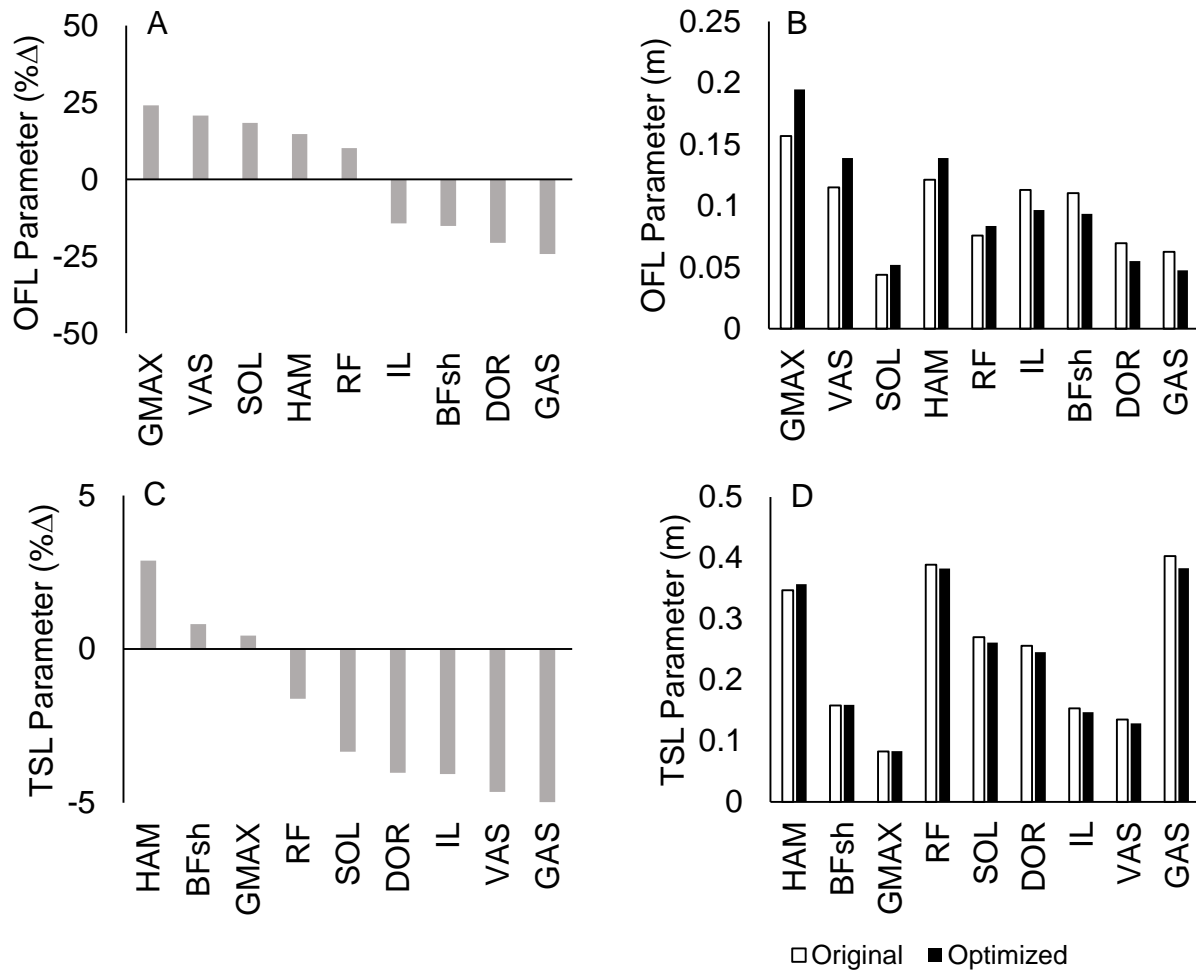 A
OFL Parameter (%Δ)
50
25
0
-25
-50
GMAX
VAS
SOL
HAM
RF
IL
BFsh
DOR
GAS
B
OFL Parameter (m)
0.25
0.2
0.15
0.1
0.05
0
GMAX
VAS
SOL
HAM
RF
IL
BFsh
DOR
GAS
C
TSL Parameter (%Δ)
5
0
-5
HAM
BFsh
GMAX
RF
SOL
DOR
IL
VAS
GAS
D
TSL Parameter (m)
0.5
0.4
0.3
0.2
0.1
0
HAM
BFsh
GMAX
RF
SOL
DOR
IL
VAS
GAS
Original Optimized